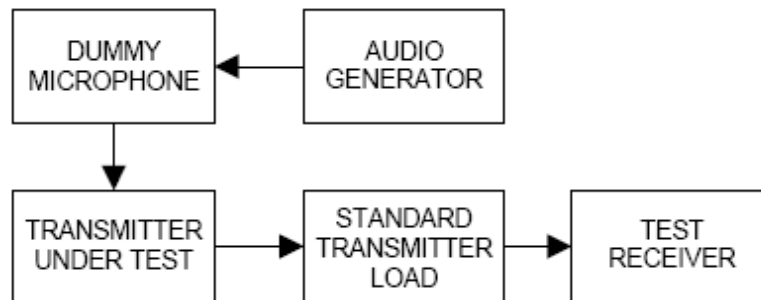 DUMMY
MICROPHONE
AUDIO
GENERATOR
TRANSMITTER
UNDER TEST
STANDARD
TRANSMITTER
LOAD
TEST
RECEIVER